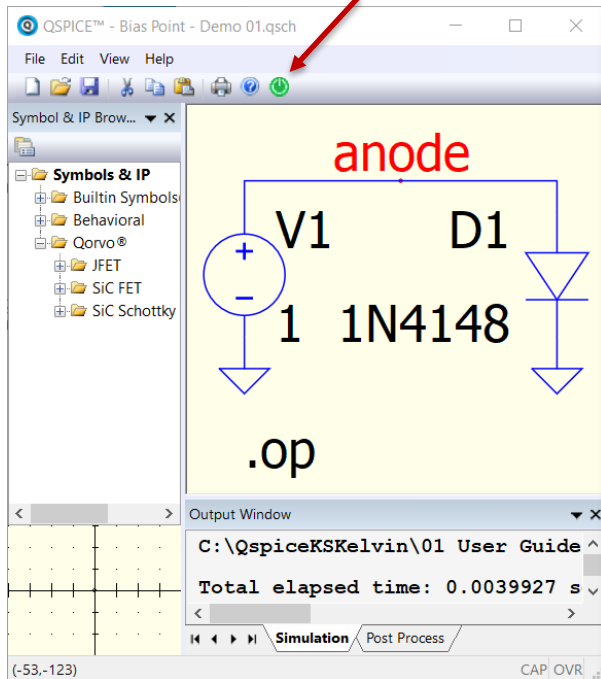 QSPICE™ - Bias Point - Demo 01.qsch
File Edit View Help
Symbol & IP Brow...
Symbols & IP
Builtin Symbols
Behavioral
Qorvo®
JFET
SiC FET
SiC Schottky
anode
V1
D1
1
1N4148
.op
Output Window
C:\QspiceKSKelvin\01 User Guide
Total elapsed time: 0.0039927 s
Simulation Post Process
(-53,-123)
CAP OVR